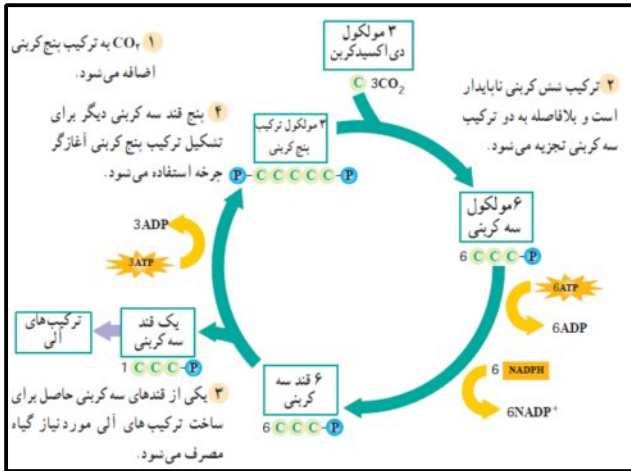 ۱ CO₂ به ترکیب پنج کربنی
اضافه می‌شود.
۳ مولکول
دی‌اکسیدکربن
C 3CO₂
۲ ترکیب شش کربنی ناپایدار
است و بلافاصله به دو ترکیب
سه کربنی تجزیه می‌شود.
۴ پنج قند سه کربنی دیگر برای
تشکیل ترکیب پنج کربنی آغازگر
چرخه استفاده می‌شود.
۳ مولکول ترکیب
پنج کربنی
P C C C C C P
۶ مولکول
سه کربنی
6 C C C P
3ADP
3ATP
6ATP
6ADP
6 NADPH
6NADP⁺
ترکیب‌های
آلی
یک قند
سه کربنی
1 C C C P
۶ قند سه
کربنی
6 C C C P
۳ یکی از قندهای سه کربنی حاصل برای
ساخت ترکیب های آلی مورد نیاز گیاه
مصرف می‌شود.